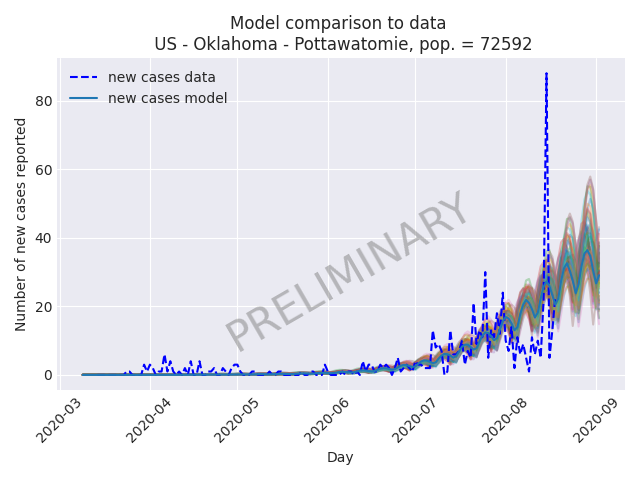 Model comparison to data
US - Oklahoma - Pottawatomie, pop. = 72592
new cases data
new cases model
PRELIMINARY
Number of new cases reported
80
60
40
20
0
2020-03
2020-04
2020-05
2020-06
2020-07
2020-08
2020-09
Day